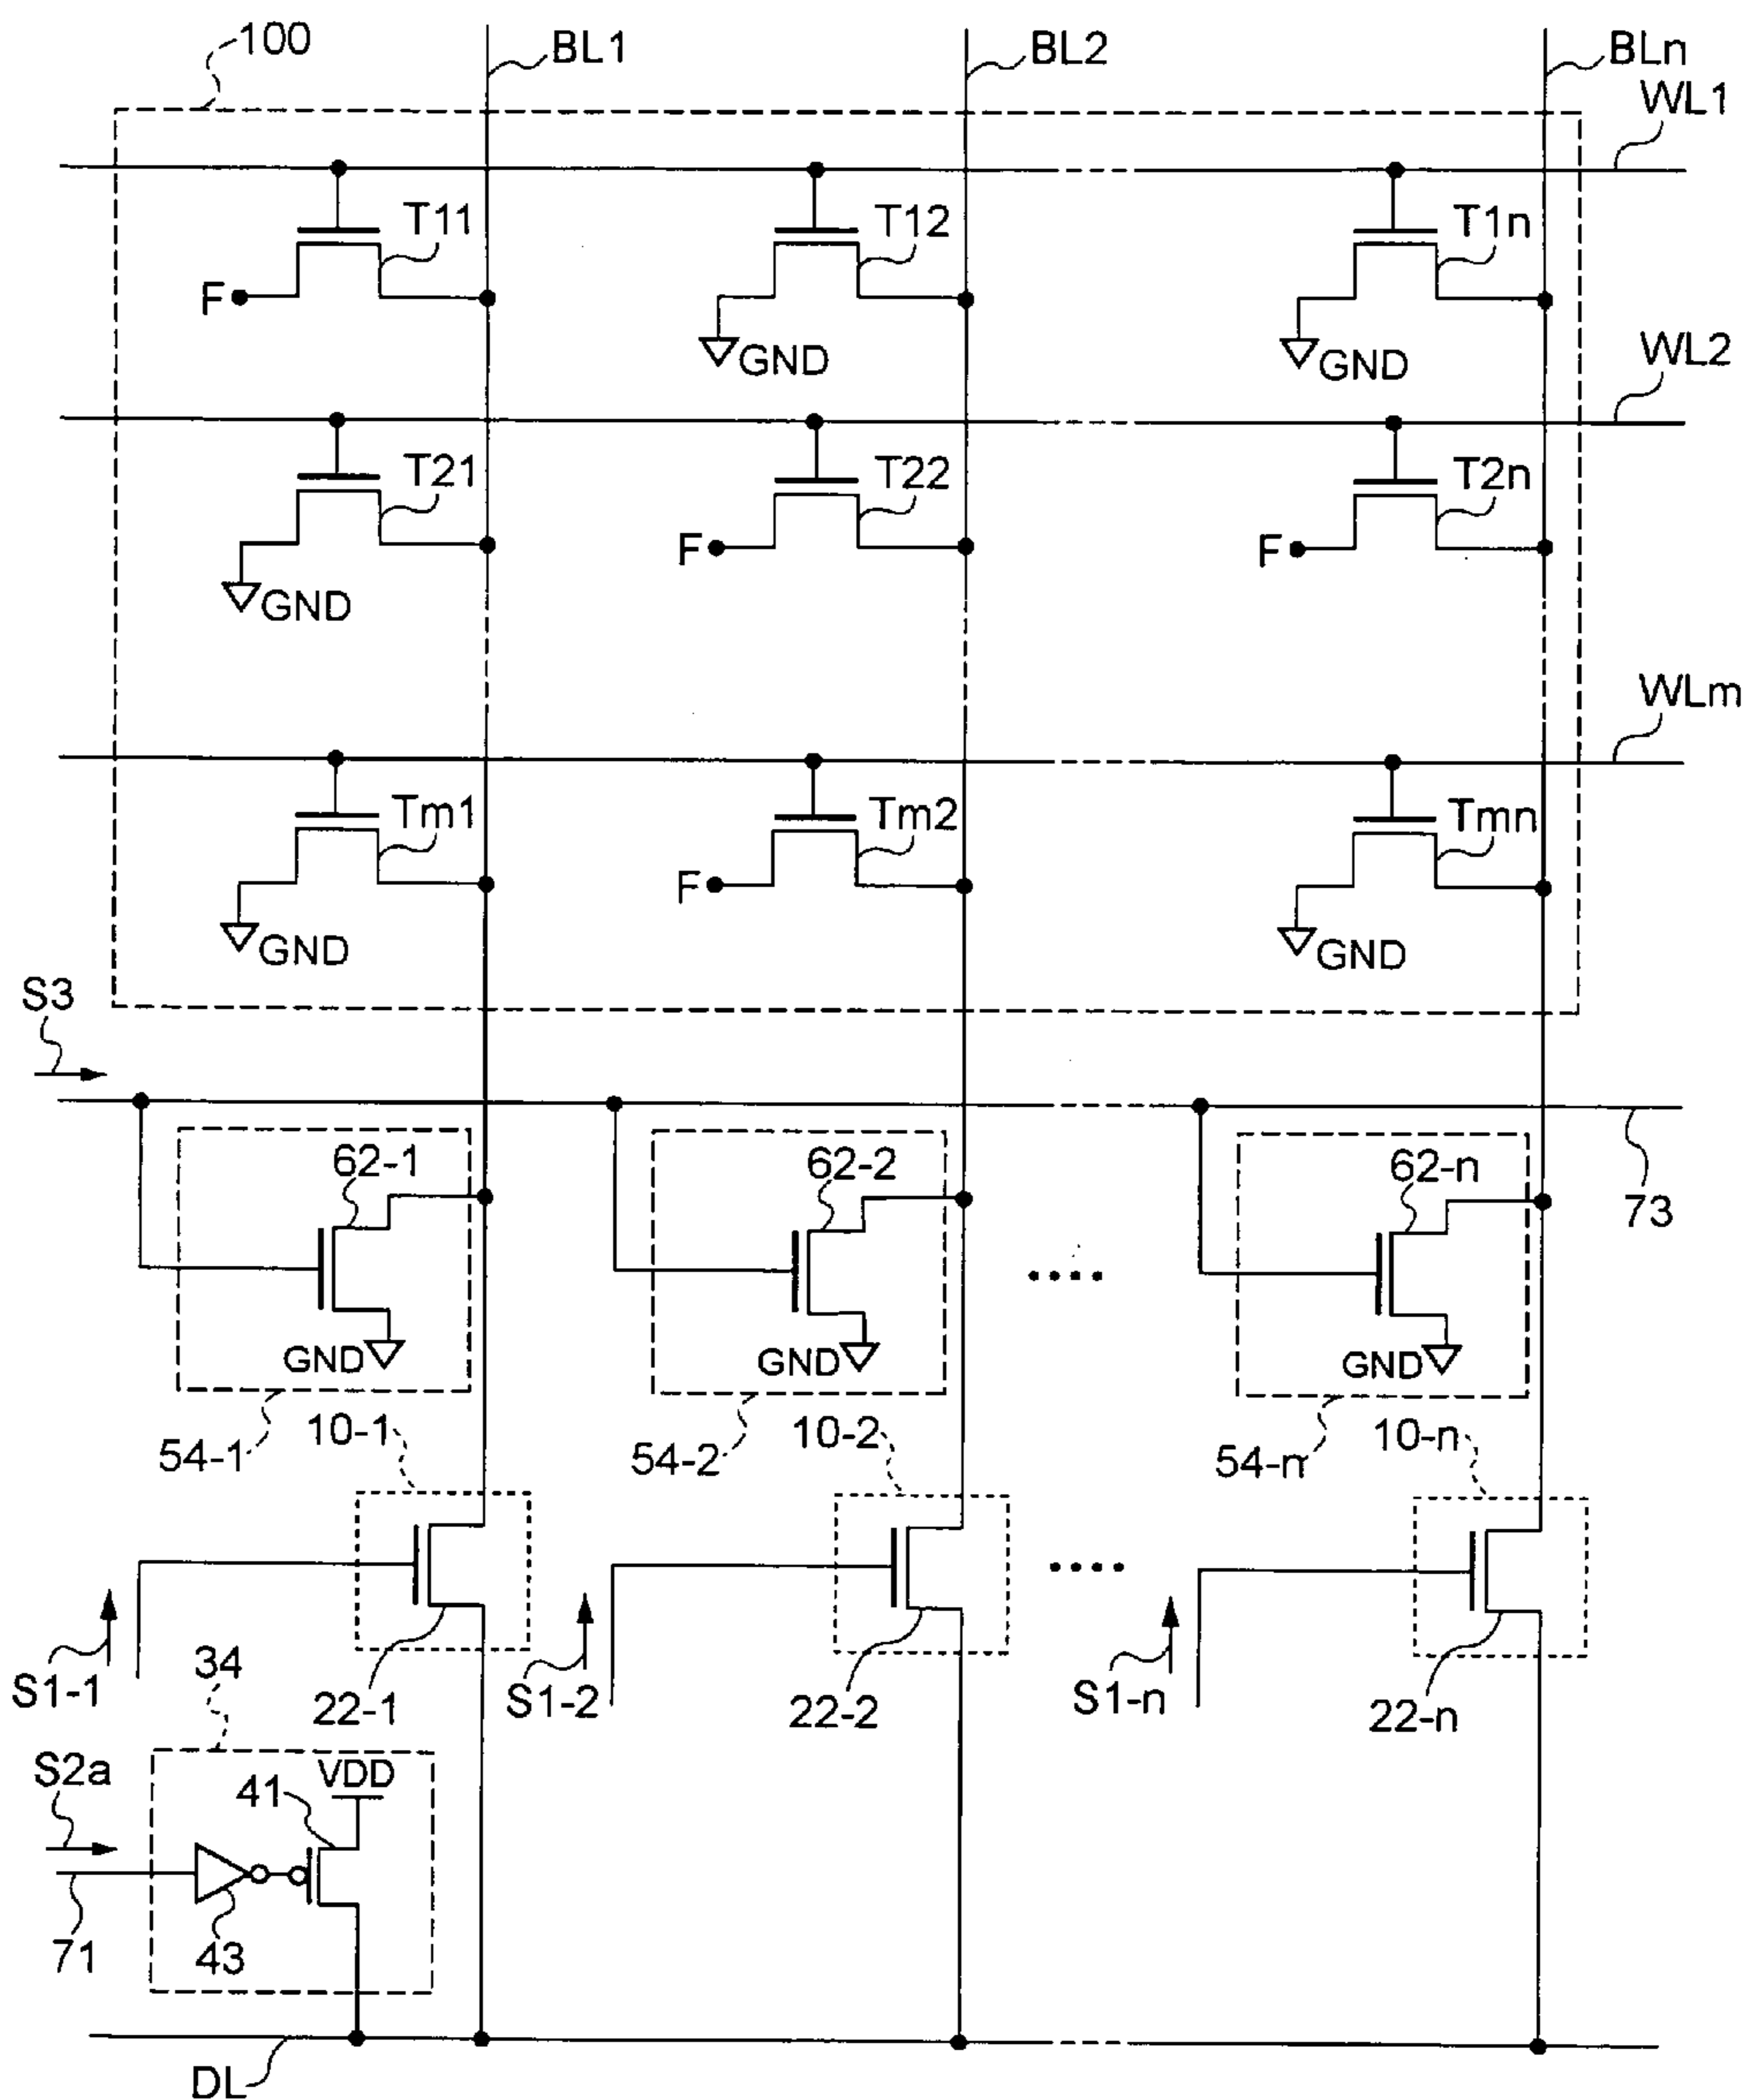 100
BL1
BL2
BLn
WL1
T11
T12
T1n
F
GND
GND
WL2
T21
T22
T2n
F
F
GND
WLm
Tm1
Tm2
Tmn
F
GND
GND
S3
62-1
62-2
62-n
73
....
GND
GND
GND
54-1
10-1
54-2
10-2
54-n
10-n
....
S1-1
34
22-1
S1-2
22-2
S1-n
22-n
S2a
41
VDD
71
43
DL